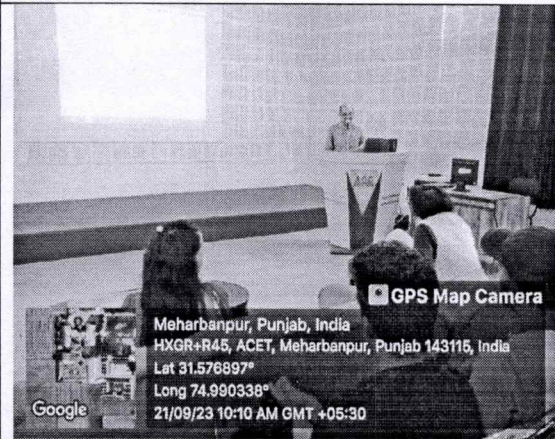 AGC
GPS Map Camera
Meharbanpur, Punjab, India
HXGR+R45, ACET, Meharbanpur, Punjab 143115, India
Lat 31.576897°
Long 74.990338°
21/09/23 10:10 AM GMT +05:30
Google